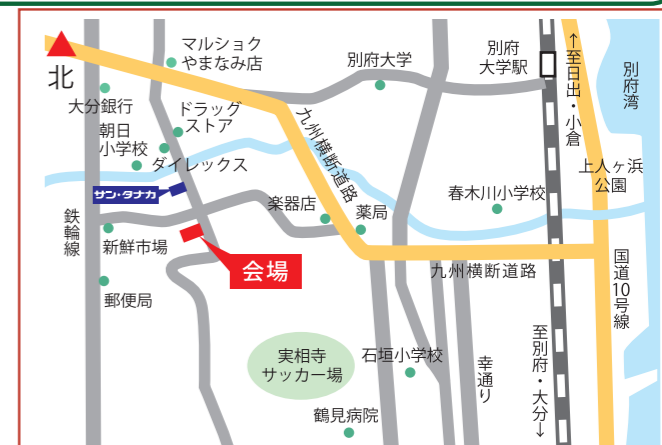 北
マルショク
やまなみ店
別府大学
別府
大学駅
←至日出・小倉
別府湾
大分銀行
ドラッグ
ストア
朝日
小学校
ダイレックス
九州横断道路
上人ヶ浜
公園
サン・タナカ
春木川小学校
楽器店
薬局
鉄輪線
新鮮市場
会場
九州横断道路
国道10号線
郵便局
実相寺
サッカー場
石垣小学校
幸通り
至別府・大分→
鶴見病院